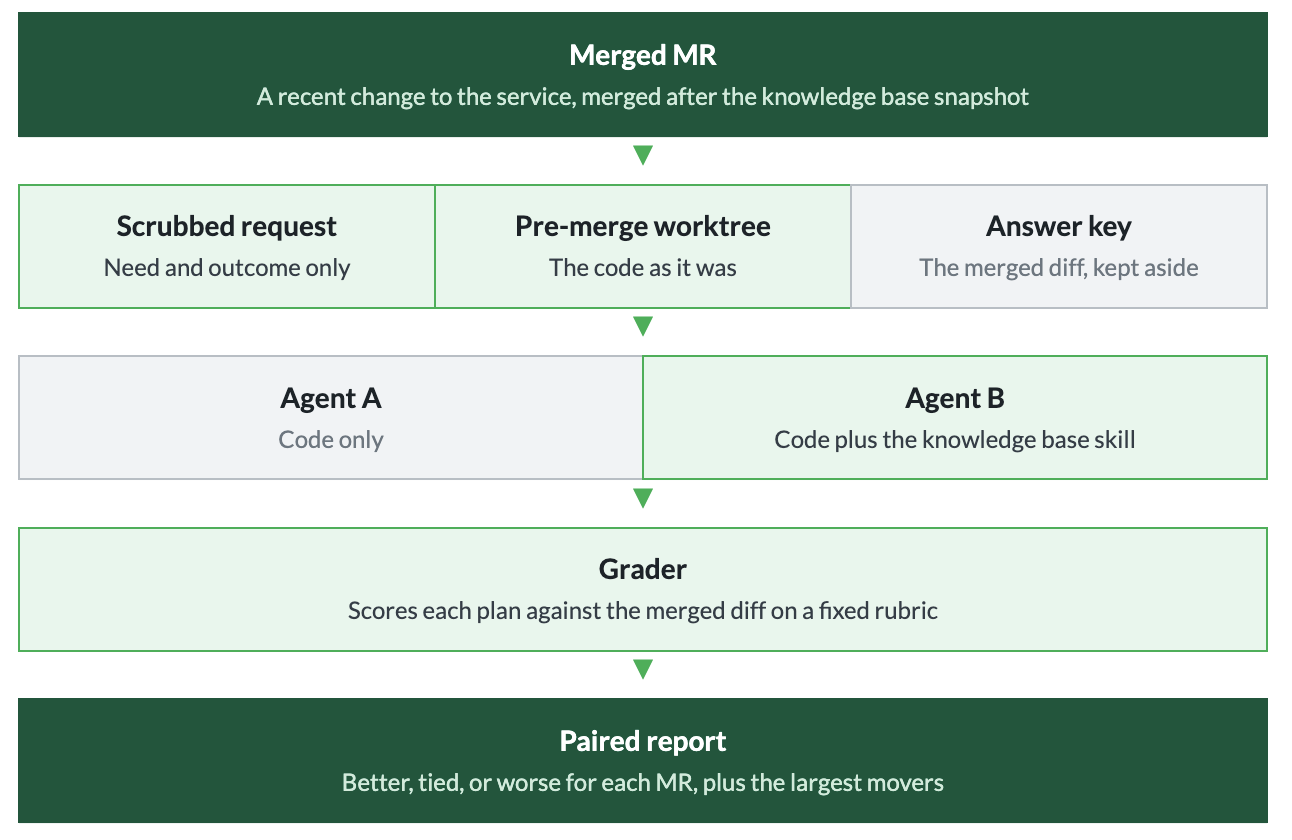 Merged MR
A recent change to the service, merged after the knowledge base snapshot
Scrubbed request
Need and outcome only
Pre-merge worktree
The code as it was
Answer key
The merged diff, kept aside
Agent A
Code only
Agent B
Code plus the knowledge base skill
Grader
Scores each plan against the merged diff on a fixed rubric
Paired report
Better, tied, or worse for each MR, plus the largest movers